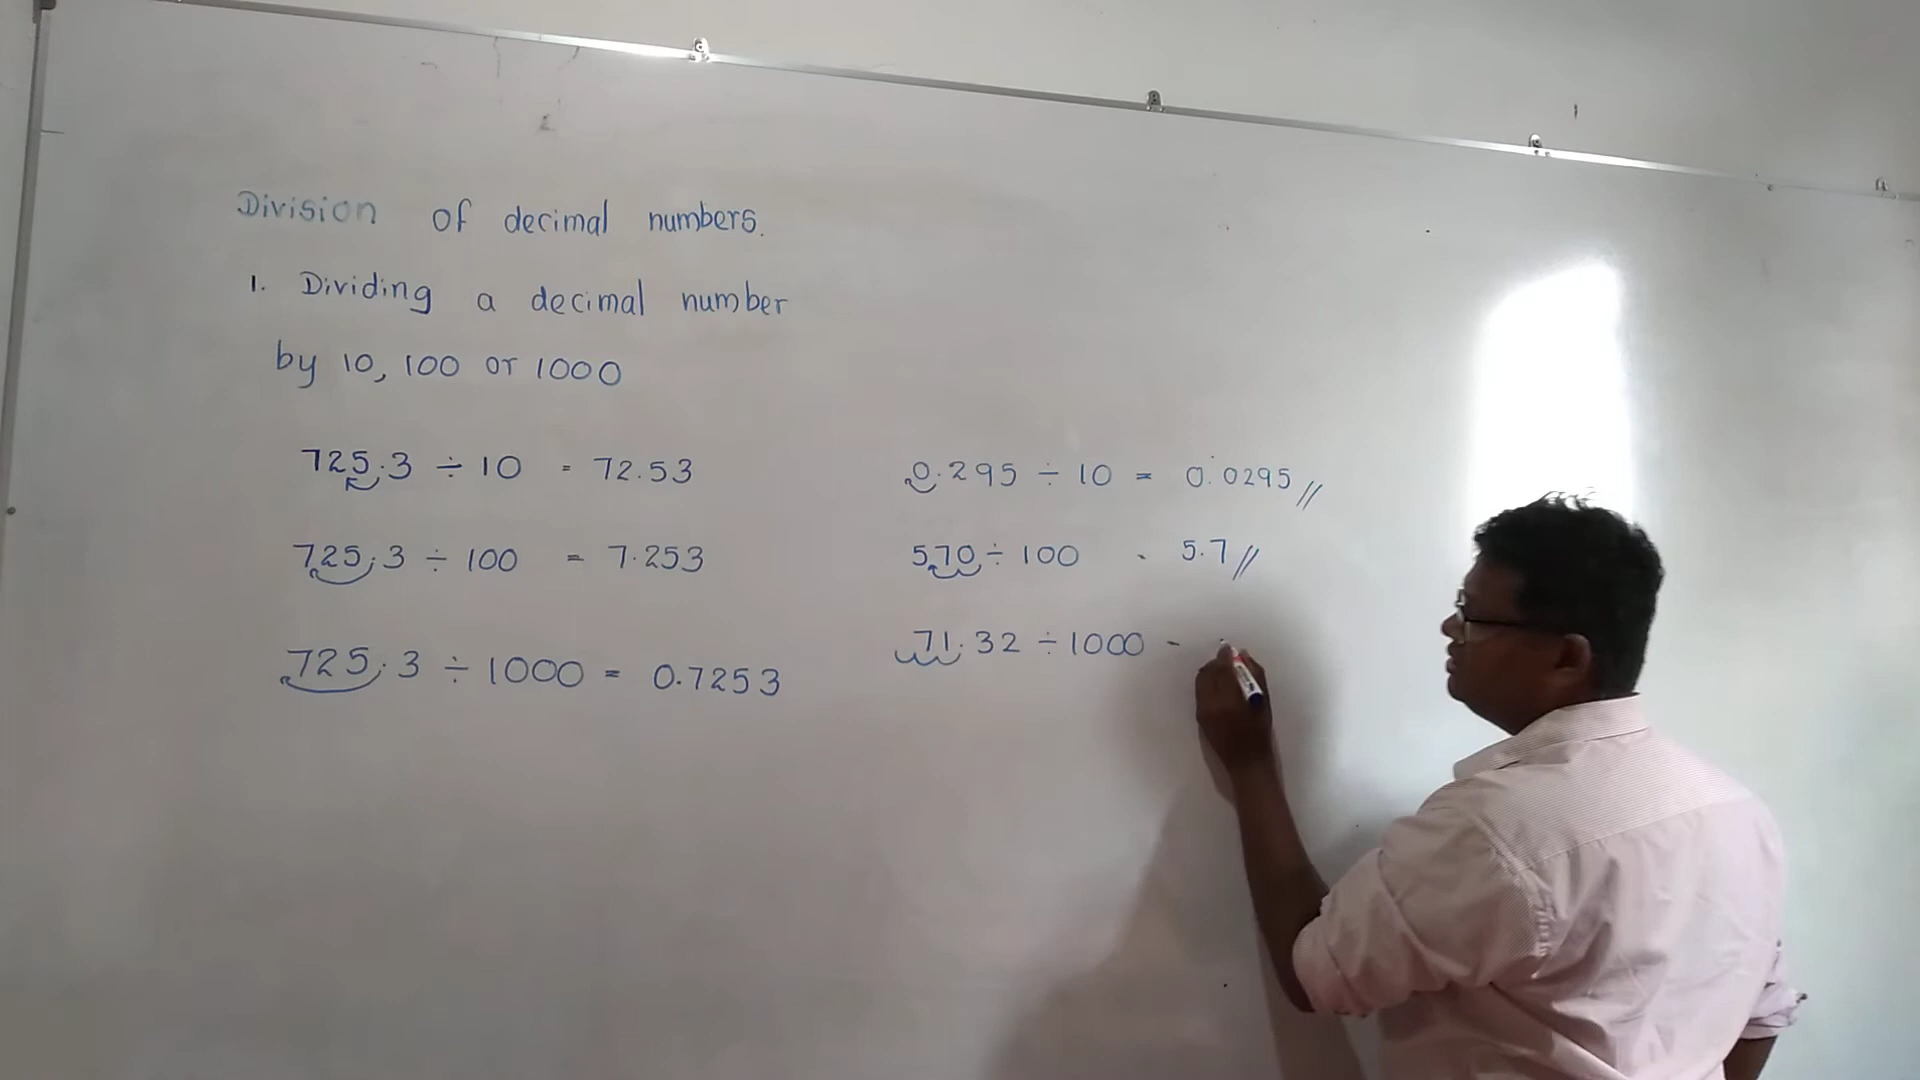 Division of decimal numbers.
1. Dividing a decimal number
by 10, 100 or 1000
725.3 ÷ 10 = 72.53
725.3 ÷ 100 = 7.253
725.3 ÷ 1000 = 0.7253
0.295 ÷ 10 = 0.0295 //
570 ÷ 100 = 5.7 //
71.32 ÷ 1000 =